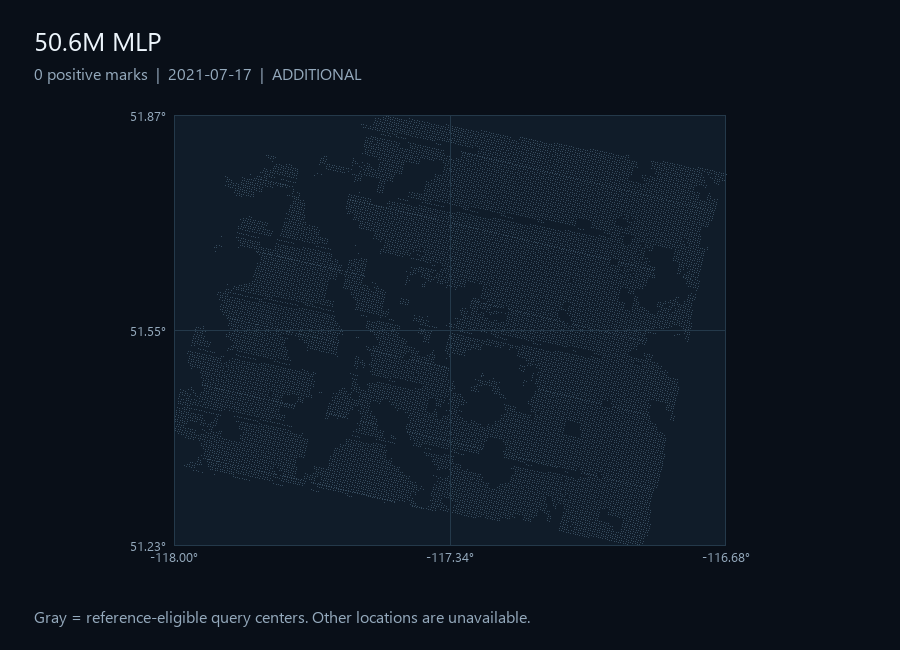 50.6M MLP
0 positive marks | 2021-07-17 | ADDITIONAL
51.87°
51.55°
51.23°
-118.00°
-117.34°
-116.68°
Gray = reference-eligible query centers. Other locations are unavailable.